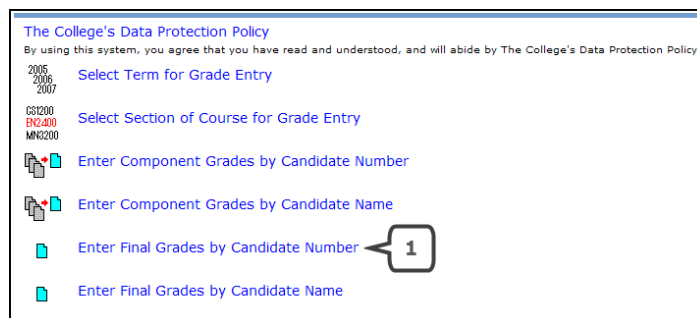 The College's Data Protection Policy
By using this system, you agree that you have read and understood, and will abide by The College's Data Protection Policy
2005
2006
2007
Select Term for Grade Entry
CS1200
EN2400
MN3200
Select Section of Course for Grade Entry
Enter Component Grades by Candidate Number
Enter Component Grades by Candidate Name
Enter Final Grades by Candidate Number
1
Enter Final Grades by Candidate Name